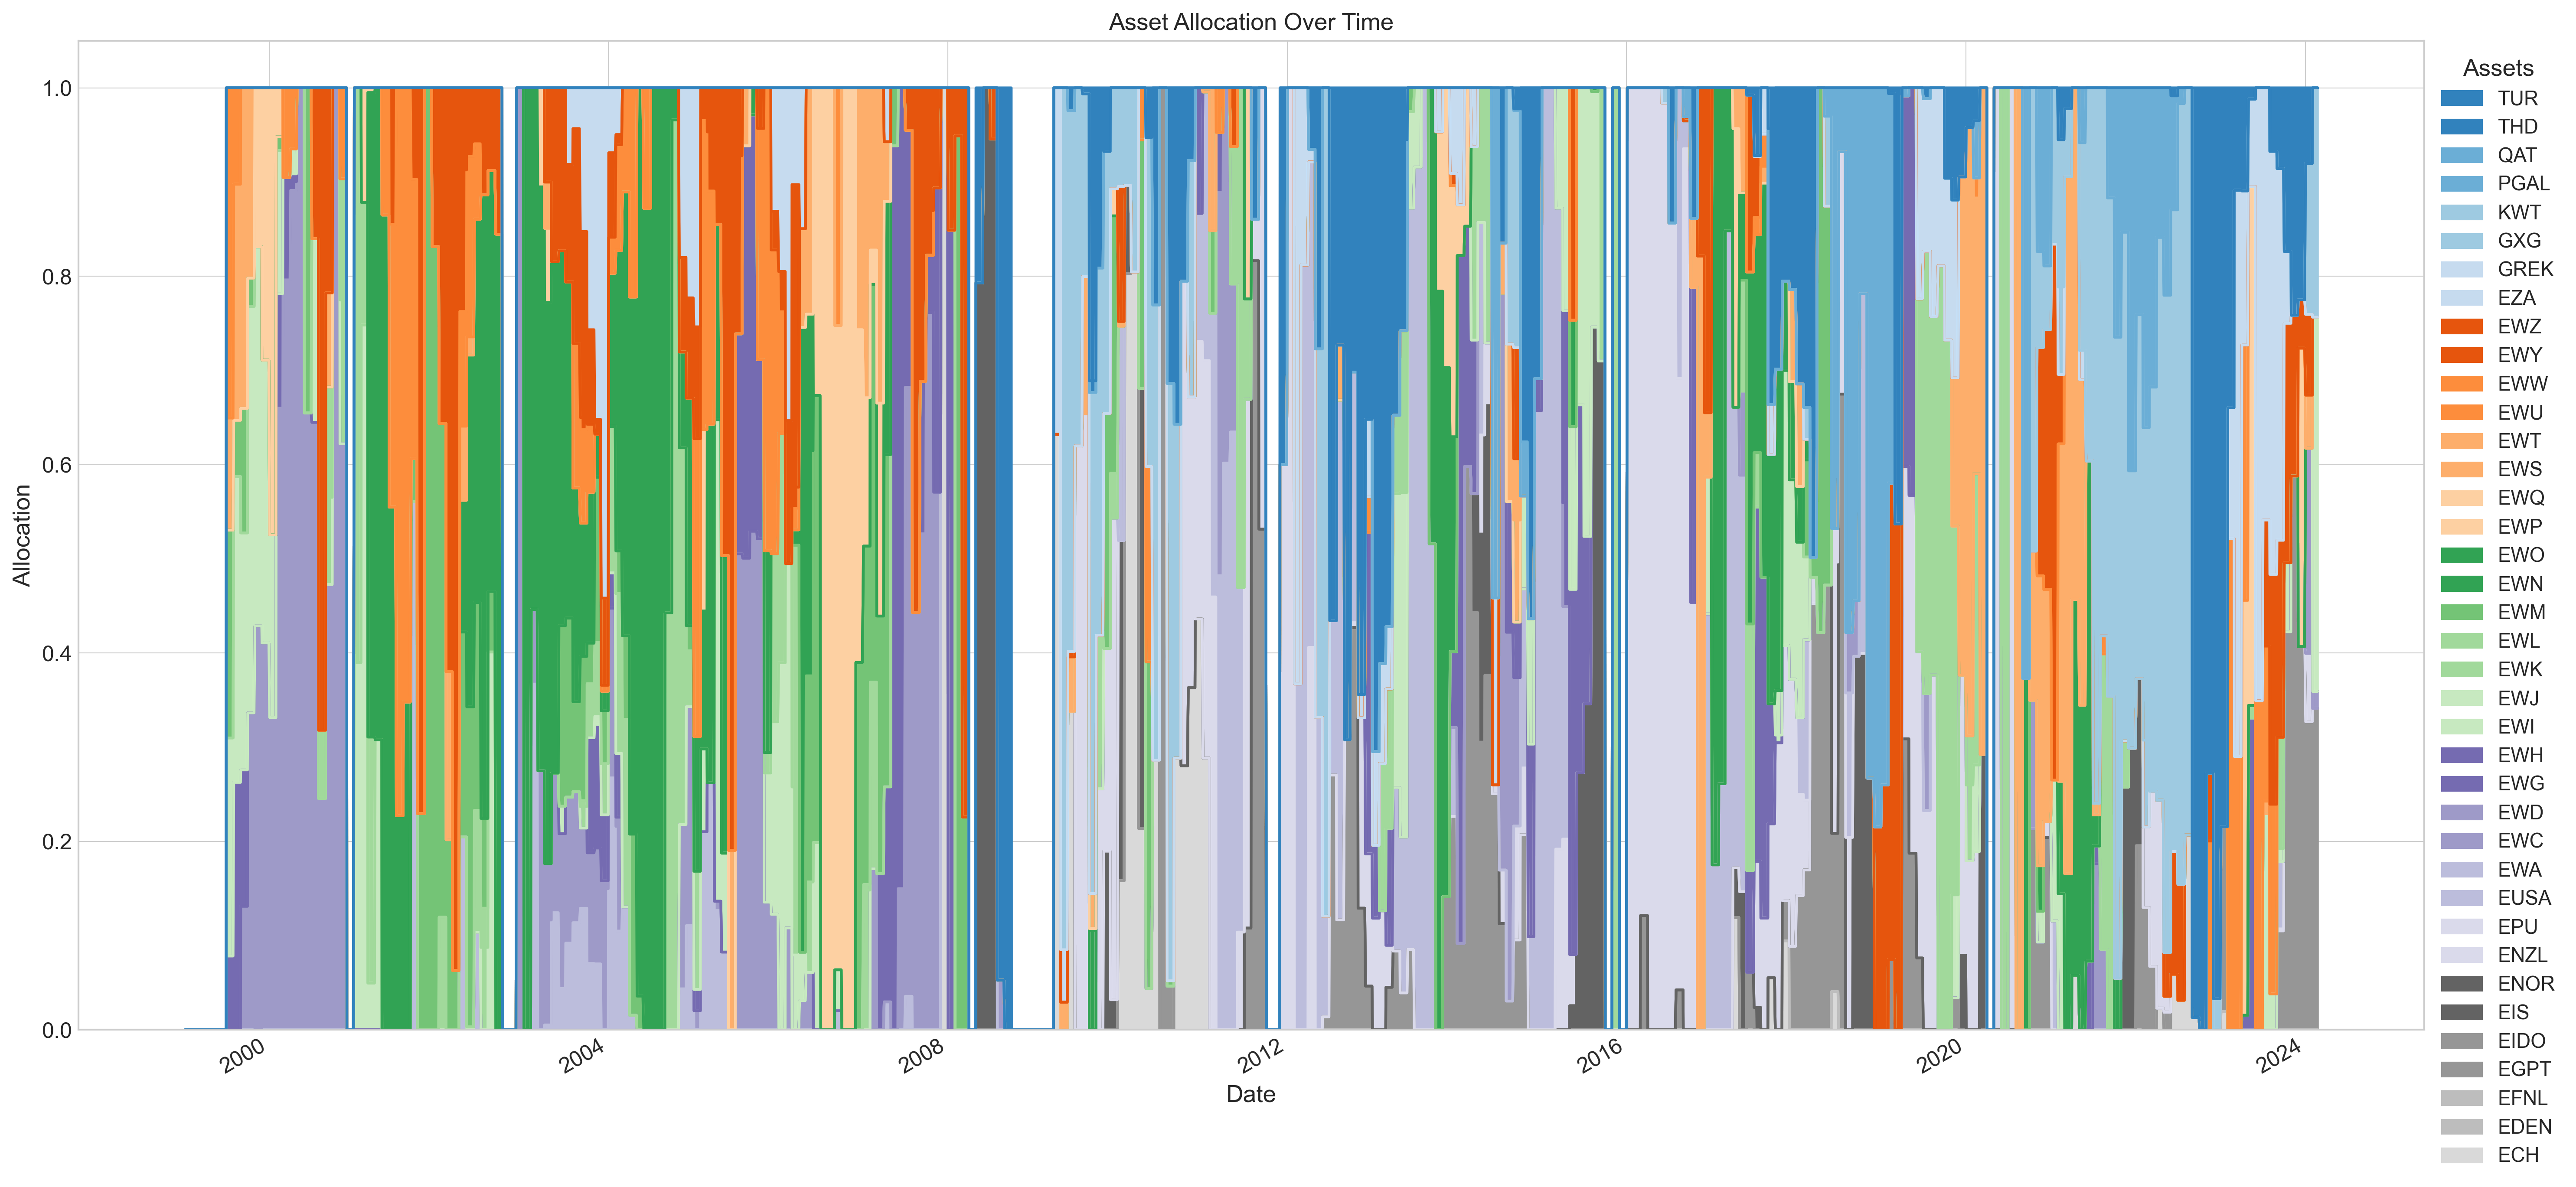 Asset Allocation Over Time
Assets
TUR
THD
QAT
PGAL
KWT
GXG
GREK
EZA
EWZ
EWY
EWW
EWU
EWT
EWS
EWQ
EWP
EWO
EWN
EWM
EWL
EWK
EWJ
EWI
EWH
EWG
EWD
EWC
EWA
EUSA
EPU
ENZL
ENOR
EIS
EIDO
EGPT
EFNL
EDEN
ECH
Allocation
1.0
0.8
0.6
0.4
0.2
0.0
2000
2004
2008
2012
2016
2020
2024
Date